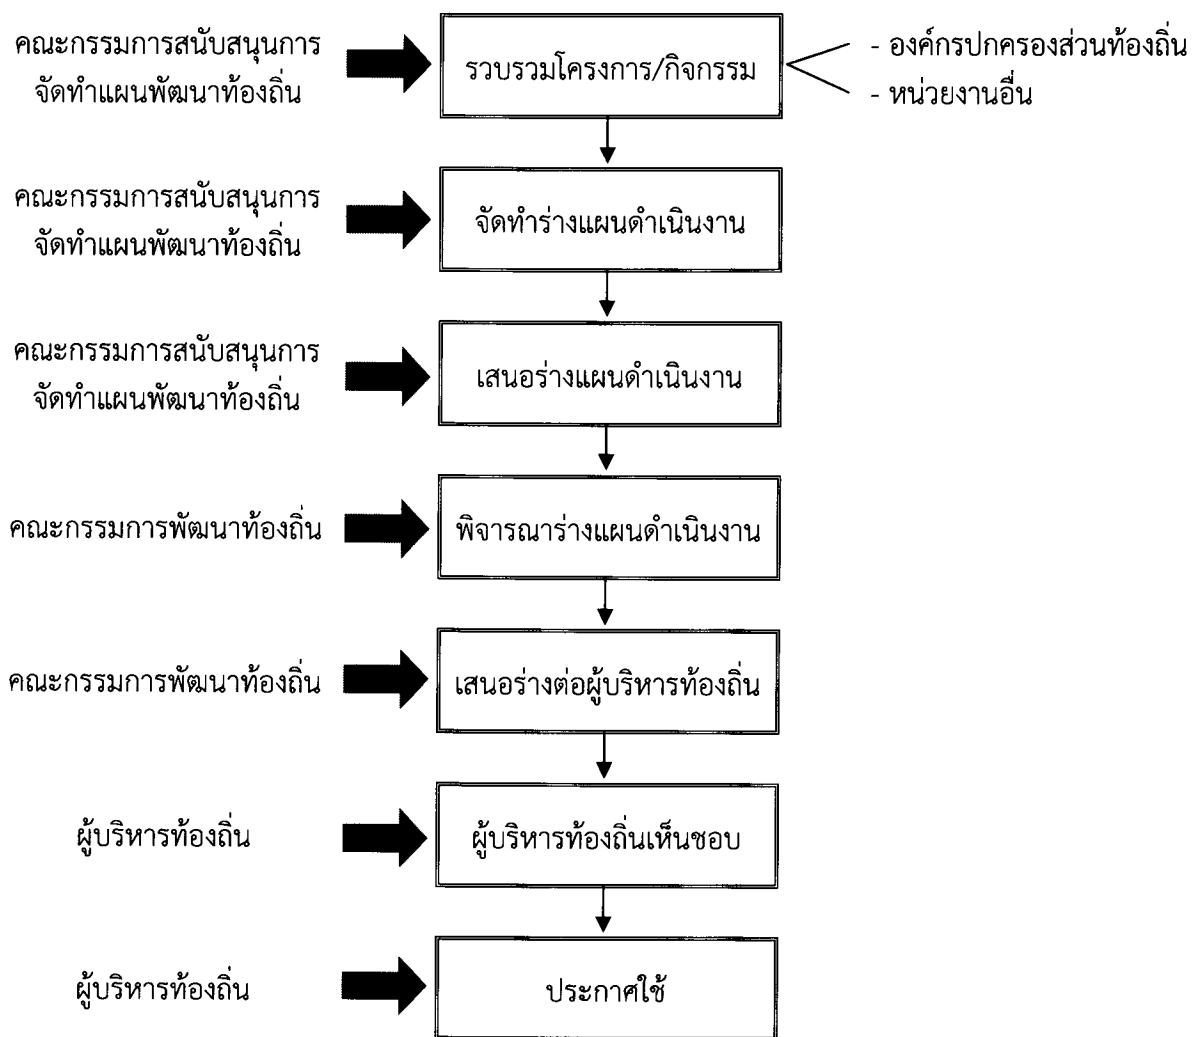 คณะกรรมการสนับสนุนการ
จัดทำแผนพัฒนาท้องถิ่น
รวบรวมโครงการ/กิจกรรม
- องค์กรปกครองส่วนท้องถิ่น
- หน่วยงานอื่น
คณะกรรมการสนับสนุนการ
จัดทำแผนพัฒนาท้องถิ่น
จัดทำร่างแผนดำเนินงาน
คณะกรรมการสนับสนุนการ
จัดทำแผนพัฒนาท้องถิ่น
เสนอร่างแผนดำเนินงาน
คณะกรรมการพัฒนาท้องถิ่น
พิจารณาร่างแผนดำเนินงาน
คณะกรรมการพัฒนาท้องถิ่น
เสนอร่างต่อผู้บริหารท้องถิ่น
ผู้บริหารท้องถิ่น
ผู้บริหารท้องถิ่นเห็นชอบ
ผู้บริหารท้องถิ่น
ประกาศใช้